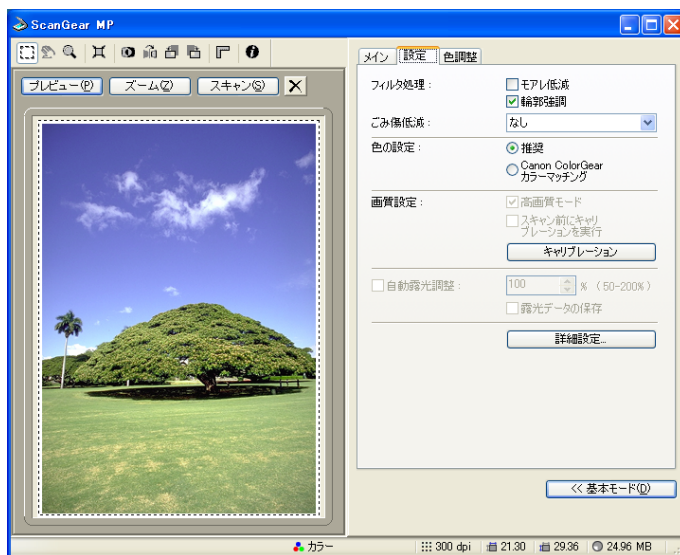 ScanGear MP
プレビュー(P) ズーム(Z) スキャン(S)
メイン 設定 色調整
フィルタ処理： モアレ低減
輪郭強調
ごみ傷低減： なし
色の設定： 推奨
Canon ColorGear
カラーマッチング
画質設定： 高画質モード
スキャン前にキャリ
ブレーションを実行
キャリブレーション
自動露光調整： 100 % (50-200%)
露光データの保存
詳細設定...
<< 基本モード(D)
カラー 300 dpi 21.30 29.36 24.96 MB